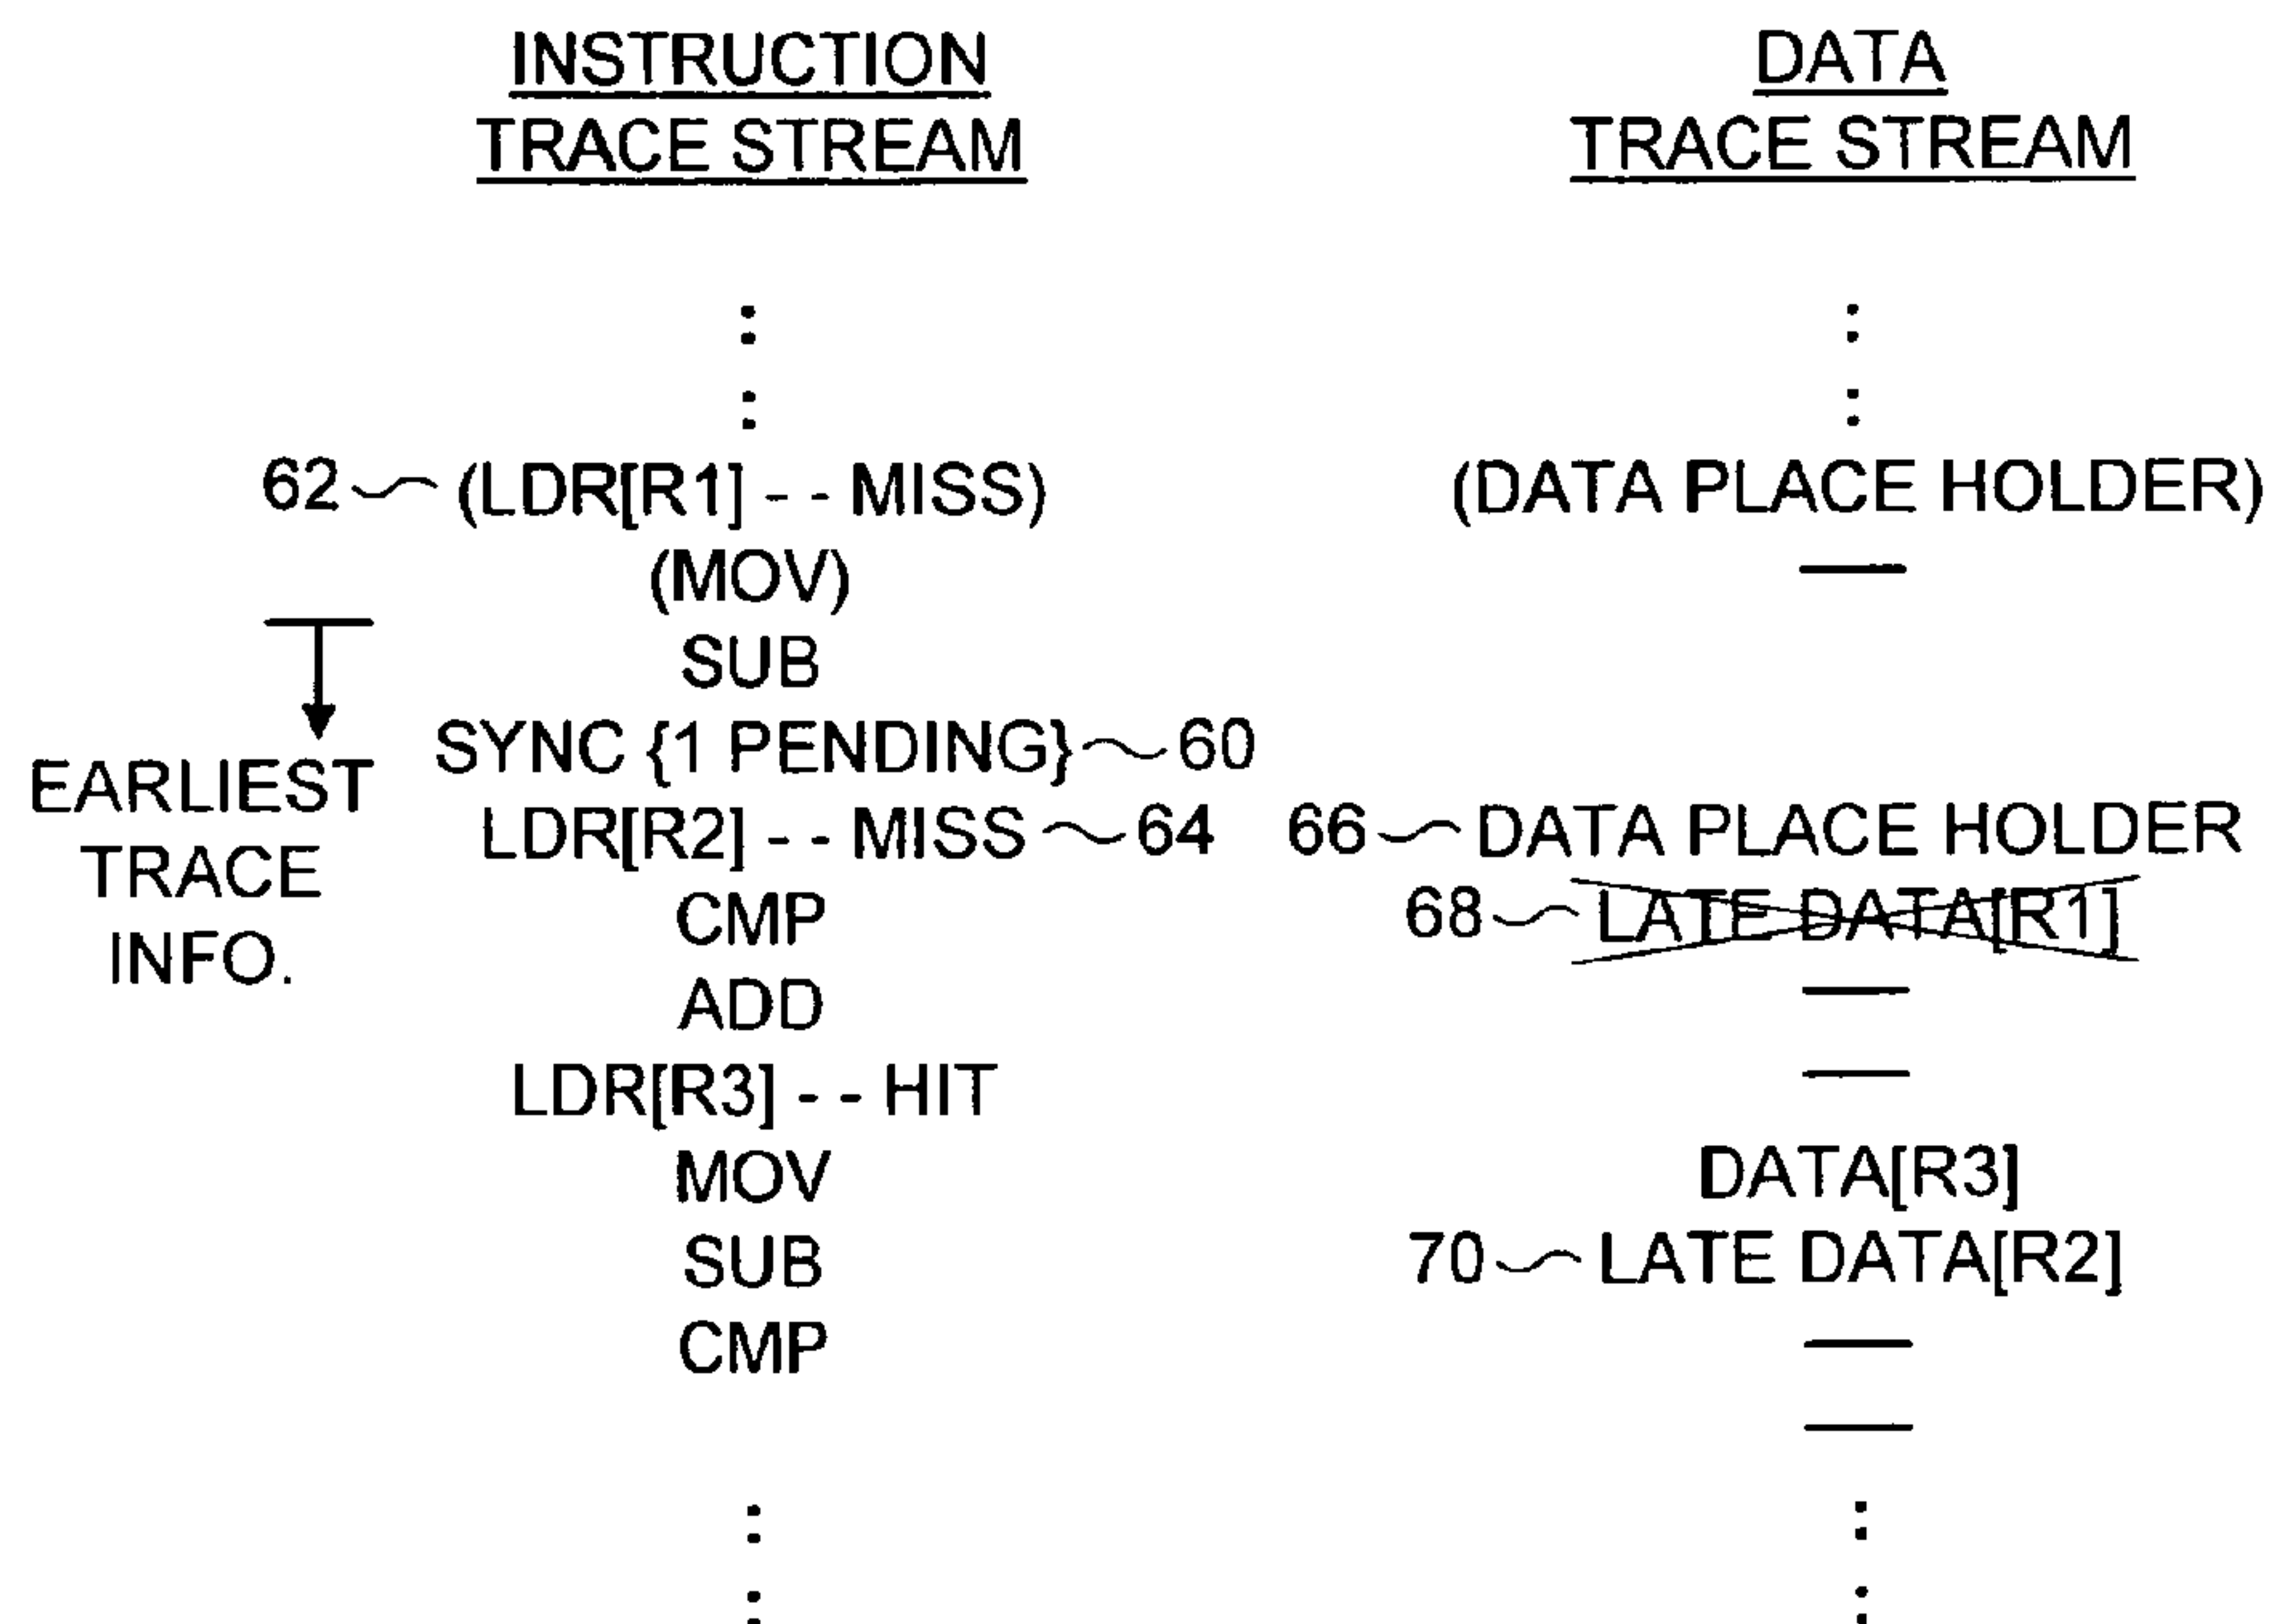 INSTRUCTION
TRACE STREAM
DATA
TRACE STREAM
62 (LDR[R1] - - MISS)
(DATA PLACE HOLDER)
(MOV)
SUB
SYNC {1 PENDING} 60
EARLIEST
TRACE
INFO.
LDR[R2] - - MISS 64
66 DATA PLACE HOLDER
CMP
68 LATE DATA[R1]
ADD
LDR[R3] - - HIT
MOV
DATA[R3]
SUB
70 LATE DATA[R2]
CMP